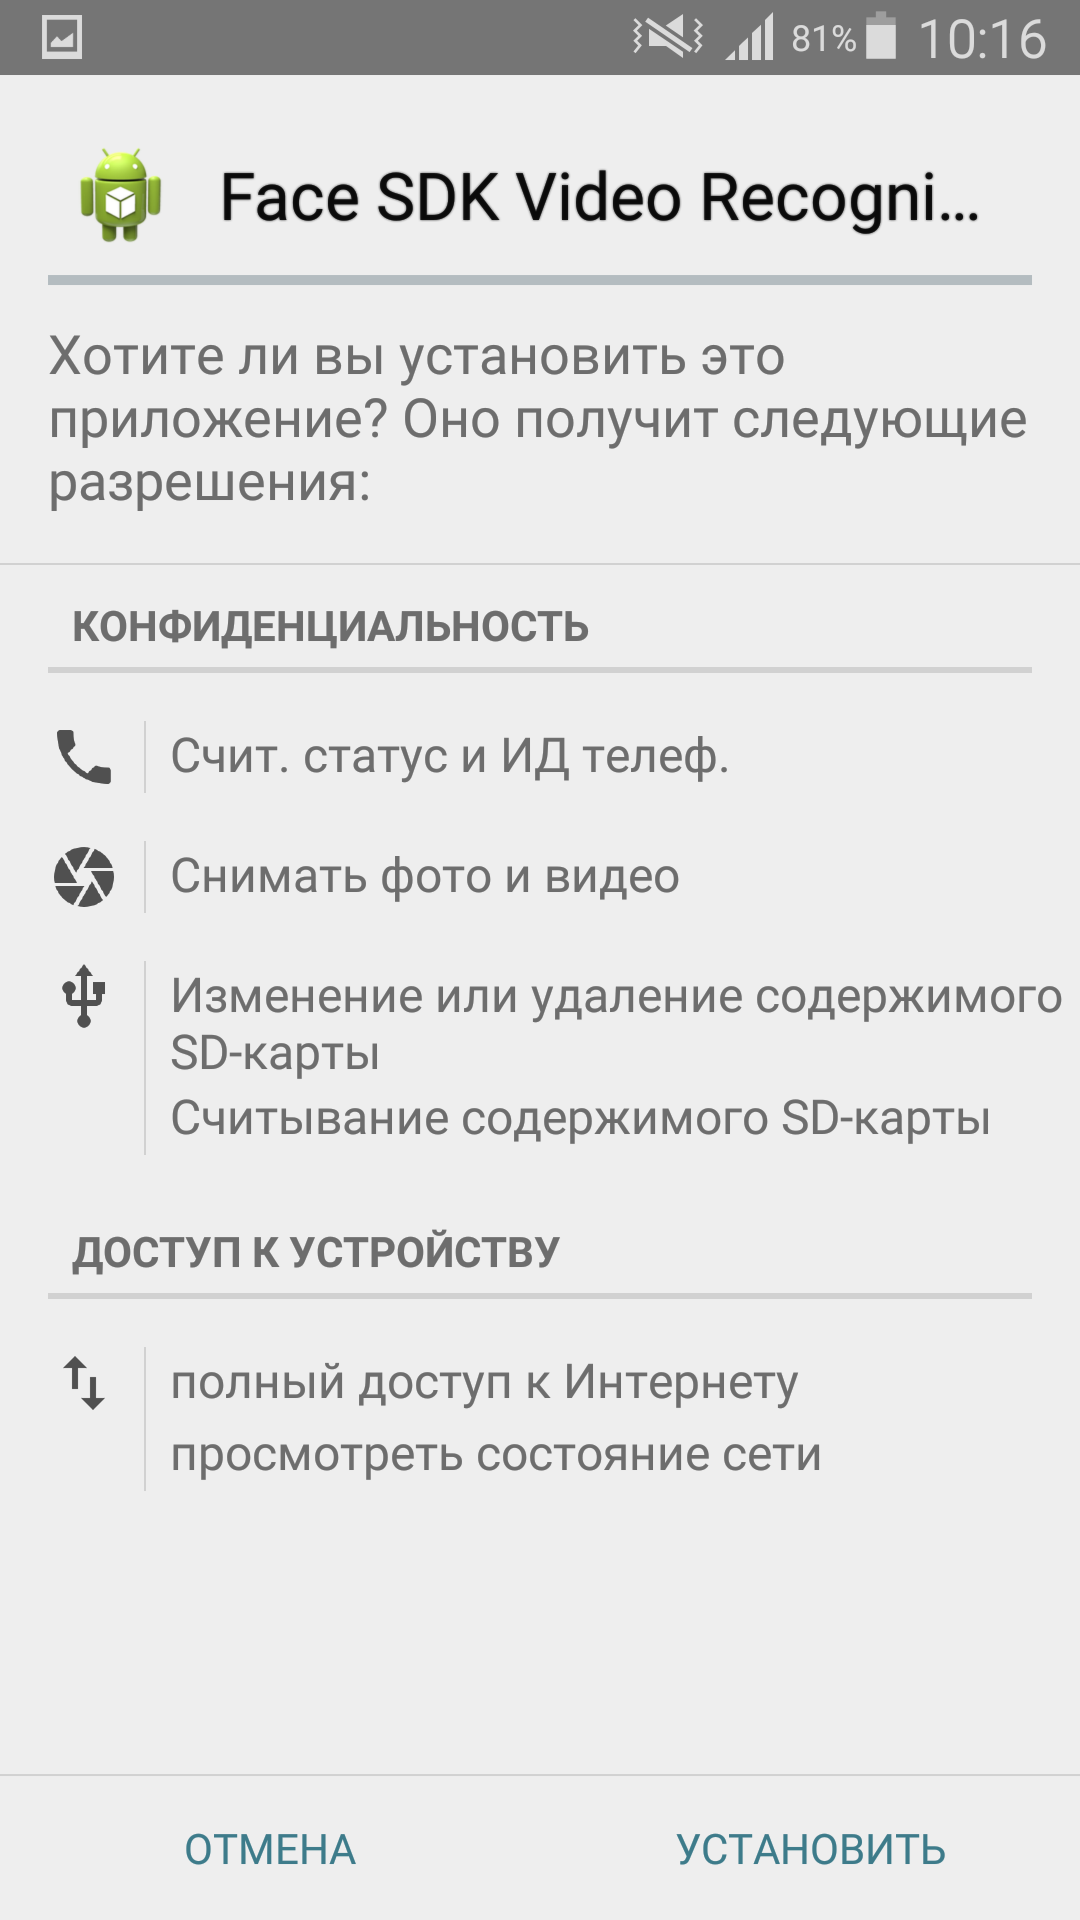 81% 10:16
Face SDK Video Recogni...
Хотите ли вы установить это
приложение? Оно получит следующие
разрешения:
КОНФИДЕНЦИАЛЬНОСТЬ
Счит. статус и ИД телеф.
Снимать фото и видео
Изменение или удаление содержимого
SD-карты
Считывание содержимого SD-карты
ДОСТУП К УСТРОЙСТВУ
полный доступ к Интернету
просмотреть состояние сети
ОТМЕНА УСТАНОВИТЬ